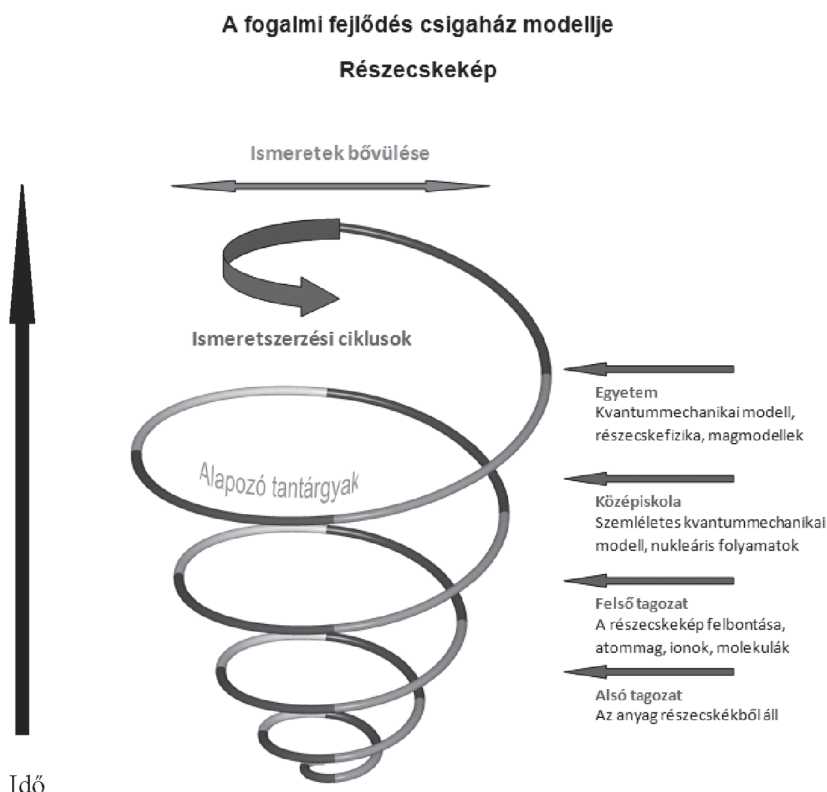 A fogalmi fejlődés csigaház modellje
Részecskekép
Ismeretek bővülése
Ismeretszerzési ciklusok
Alapozó tantárgyak
Egyetem
Kvantummechanikai modell,
részecskefizika, magmodellek
Középiskola
Szemléletes kvantummechanikai
modell, nukleáris folyamatok
Felső tagozat
A részecskekép felbontása,
atommag, ionok, molekulák
Alsó tagozat
Az anyag részecskékből áll
Idő